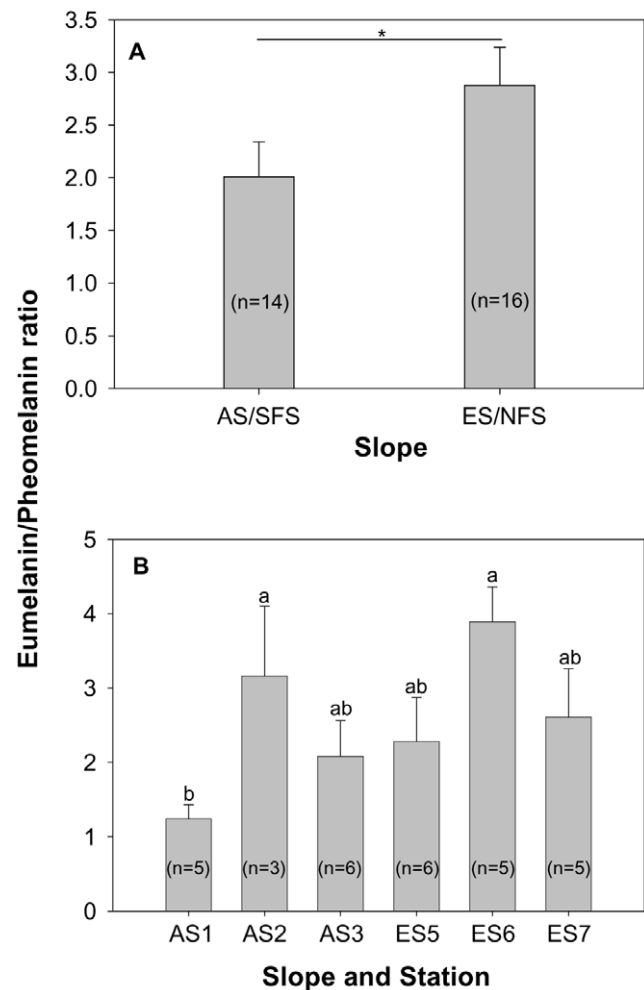 Eumelanin/Pheomelanin ratio
A
*
3.5
3.0
2.5
2.0
1.5
1.0
0.5
0.0
(n=14)
(n=16)
AS/SFS ES/NFS
Slope
B
5
4
3
2
1
0
b a ab ab a ab
(n=5) (n=3) (n=6) (n=6) (n=5) (n=5)
AS1 AS2 AS3 ES5 ES6 ES7
Slope and Station